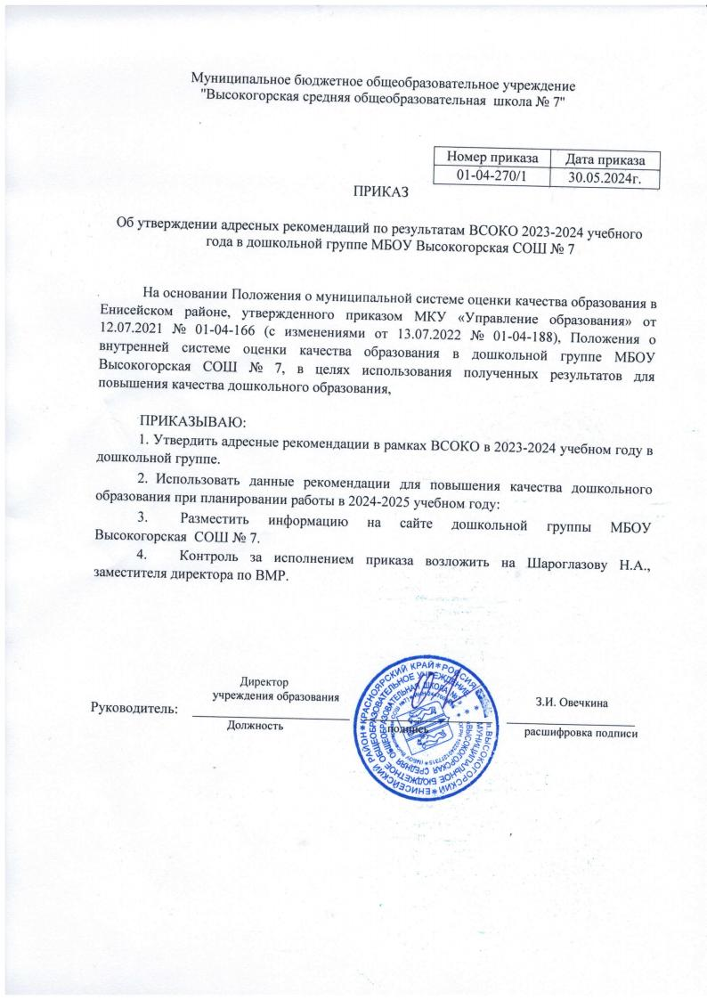 Муниципальное бюджетное общеобразовательное учреждение
"Высокогорская средняя общеобразовательная школа № 7"
Номер приказа Дата приказа
01-04-270/1 30.05.2024г.
ПРИКАЗ
Об утверждении адресных рекомендаций по результатам ВСОКО 2023-2024 учебного
года в дошкольной группе МБОУ Высокогорская СОШ № 7
На основании Положения о муниципальной системе оценки качества образования в
Енисейском районе, утвержденного приказом МКУ «Управление образования» от
12.07.2021 № 01-04-166 (с изменениями от 13.07.2022 № 01-04-188), Положения о
внутренней системе оценки качества образования в дошкольной группе МБОУ
Высокогорская СОШ № 7, в целях использования полученных результатов для
повышения качества дошкольного образования,
ПРИКАЗЫВАЮ:
1. Утвердить адресные рекомендации в рамках ВСОКО в 2023-2024 учебном году в
дошкольной группе.
2. Использовать данные рекомендации для повышения качества дошкольного
образования при планировании работы в 2024-2025 учебном году:
3. Разместить информацию на сайте дошкольной группы МБОУ
Высокогорская СОШ № 7.
4. Контроль за исполнением приказа возложить на Шароглазову Н.А.,
заместителя директора по ВМР.
Директор
учреждения образования
З.И. Овечкина
Руководитель:
Должность
подпись
расшифровка подписи
ЕНИСЕЙСКИЙ РАЙОН*КРАСНОЯРСКИЙ КРАЙ*РОССИЯ
п.ВЫСОКОГОРСКИЙ*
МУНИЦИПАЛЬНОЕ БЮДЖЕТНОЕ ОБЩЕОБРАЗОВАТЕЛЬНОЕ УЧРЕЖДЕНИЕ
«ВЫСОКОГОРСКАЯ СРЕДНЯЯ ОБЩЕОБРАЗОВАТЕЛЬНАЯ ШКОЛА №7»